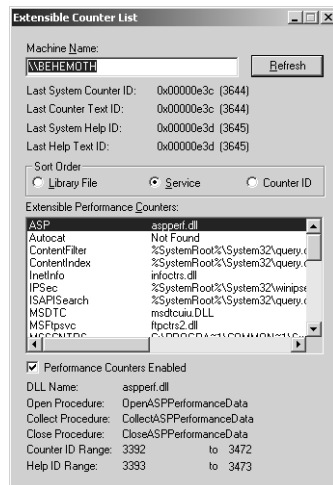 Extensible Counter List
Machine Name:
\\BEHEMOTH
Refresh
Last System Counter ID: 0x00000e3c (3644)
Last Counter Text ID: 0x00000e3c (3644)
Last System Help ID: 0x00000e3d (3645)
Last Help Text ID: 0x00000e3d (3645)
Sort Order
Library File Service Counter ID
Extensible Performance Counters:
ASP aspperf.dll
Autocat Not Found
ContentFilter %SystemRoot%\System32\query.c
ContentIndex %SystemRoot%\System32\query.c
InetInfo infoctrs.dll
IPSec %SystemRoot%\System32\winipse
ISAPISearch %SystemRoot%\System32\query.c
MSDTC msdtcuiu.DLL
MSFtpsvc ftpctrs2.dll
Performance Counters Enabled
DLL Name: aspperf.dll
Open Procedure: OpenASPPerformanceData
Collect Procedure: CollectASPPerformanceData
Close Procedure: CloseASPPerformanceData
Counter ID Range: 3392 to 3472
Help ID Range: 3393 to 3473